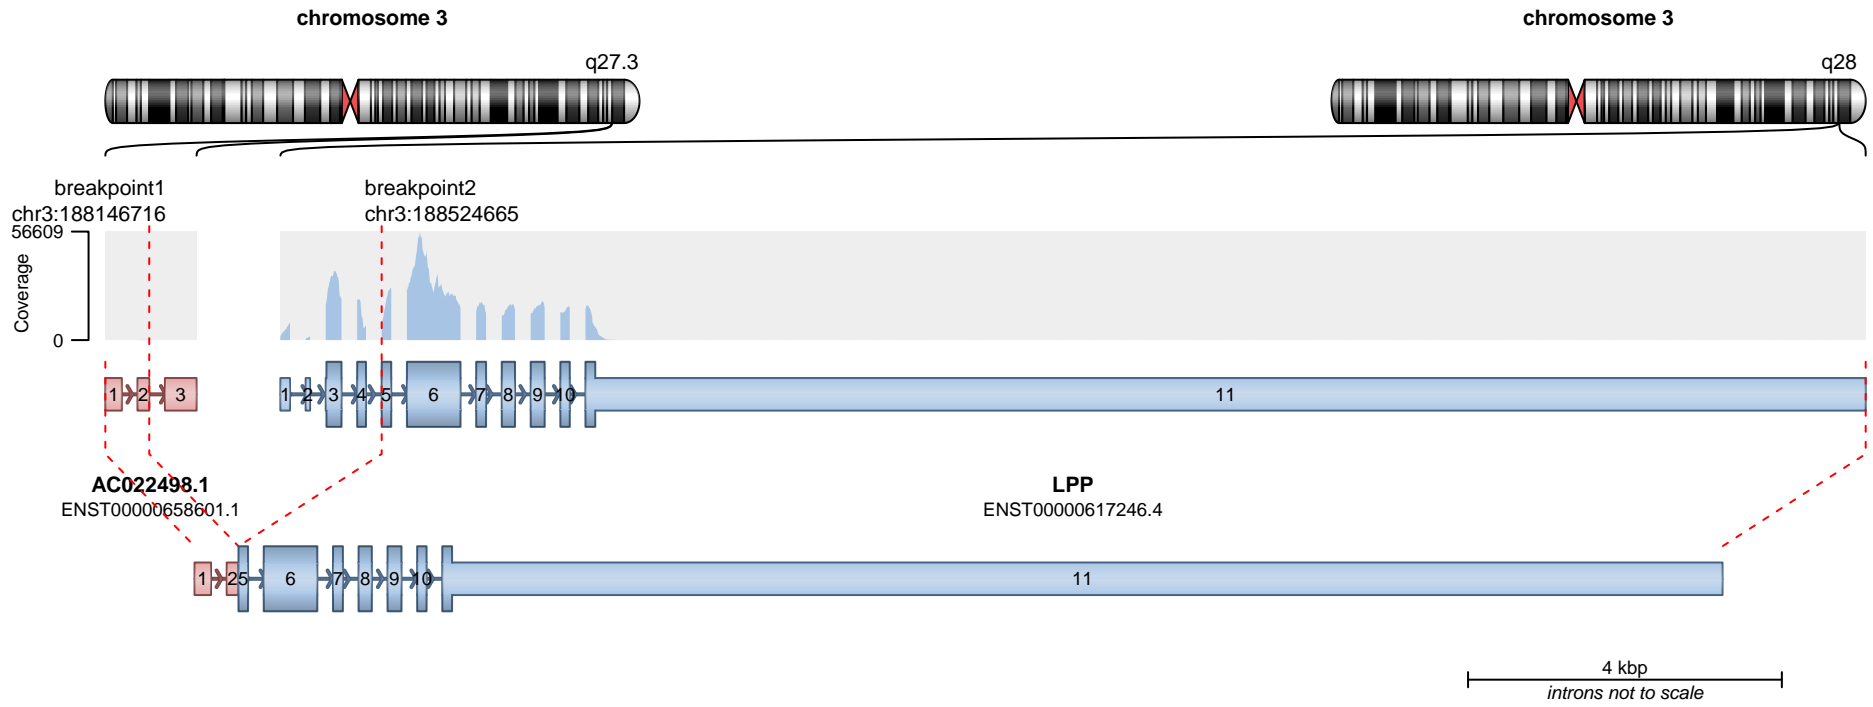 chromosome 3
chromosome 3
q27.3
q28
breakpoint1
chr3:188146716
breakpoint2
chr3:188524665
56609
Coverage
0
1 2 3
1 2 3 4 5 6 7 8 9 10 11
AC022498.1
ENST00000658601.1
LPP
ENST00000617246.4
1 2 5 6 7 8 9 10 11
4 kbp
introns not to scale